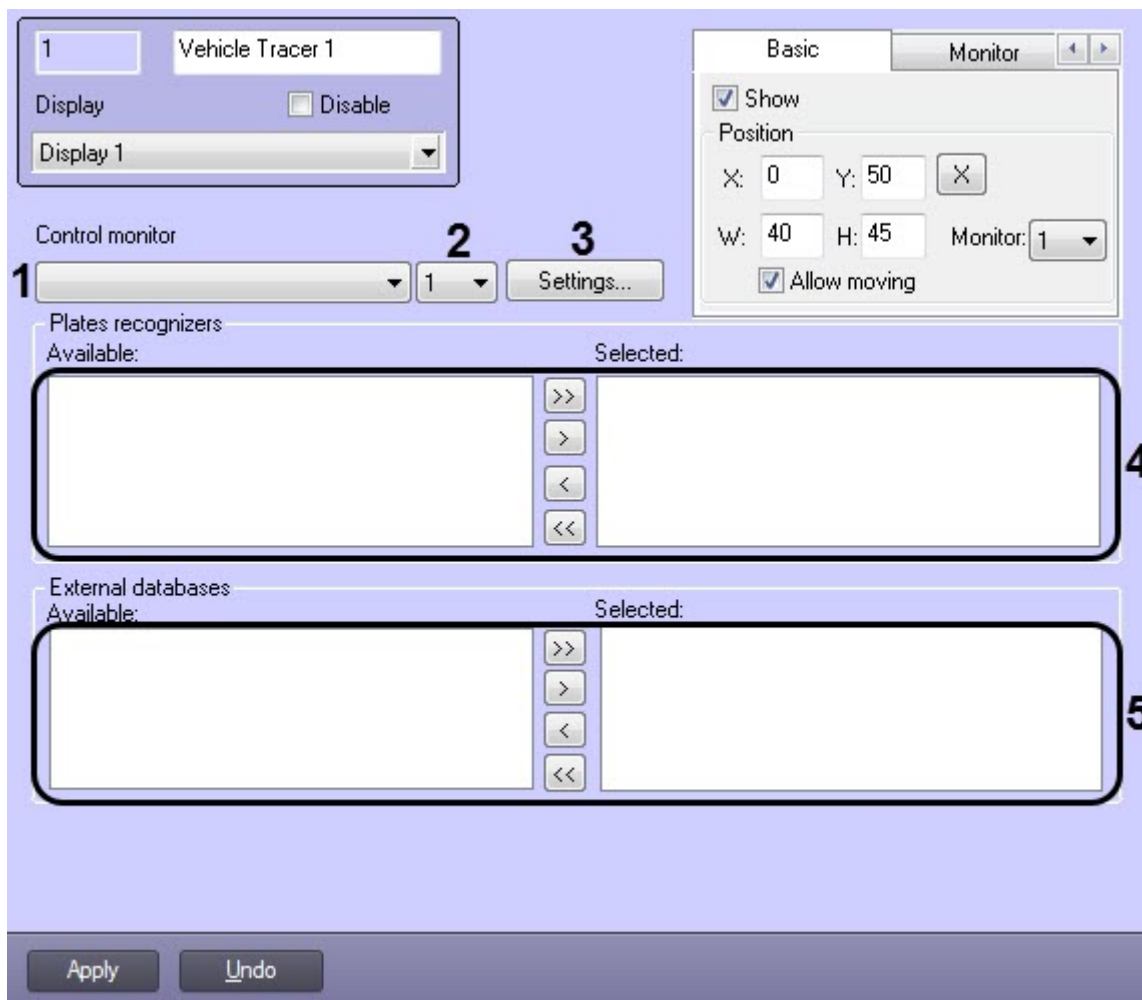 1 Vehicle Tracer 1
Display Disable
Display 1
Basic Monitor
Show
Position
X: 0 Y: 50 X
W: 40 H: 45 Monitor: 1
Allow moving
Control monitor 2 3
1 1 Settings...
Plates recognizers
Available: Selected:
>>
>
<
<<
4
External databases
Available: Selected:
>>
>
<
<<
5
Apply Undo